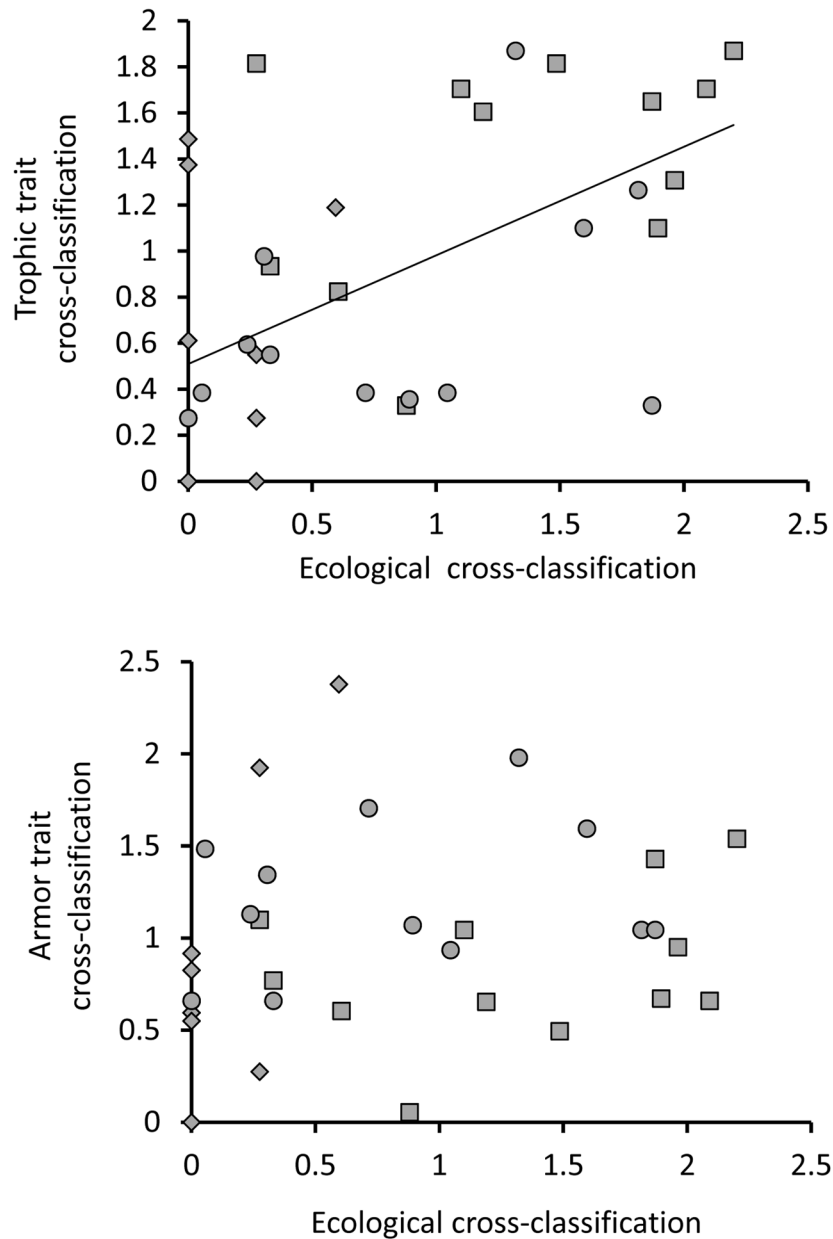 2
1.8
1.6
1.4
1.2
1
0.8
0.6
0.4
0.2
0
Trophic trait
cross-classification
0 0.5 1 1.5 2 2.5
Ecological cross-classification
2.5
2
1.5
1
0.5
0
Armor trait
cross-classification
0 0.5 1 1.5 2 2.5
Ecological cross-classification